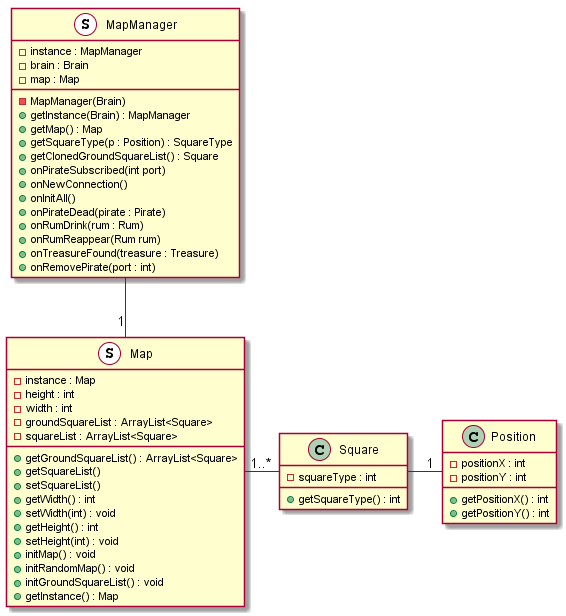 S MapManager
instance : MapManager
brain : Brain
map : Map
MapManager(Brain)
getInstance(Brain) : MapManager
getMap() : Map
getSquareType(p : Position) : SquareType
getClonedGroundSquareList() : Square
onPirateSubscribed(int port)
onNewConnection()
onInitAll()
onPirateDead(pirate : Pirate)
onRumDrink(rum : Rum)
onRumReappear(Rum rum)
onTreasureFound(treasure : Treasure)
onRemovePirate(port : int)
1
S Map
instance : Map
height : int
width : int
groundSquareList : ArrayList<Square>
squareList : ArrayList<Square>
getGroundSquareList() : ArrayList<Square>
getSquareList()
setSquareList()
getWidth() : int
setWidth(int) : void
getHeight() : int
setHeight(int) : void
initMap() : void
initRandomMap() : void
initGroundSquareList() : void
getInstance() : Map
1..*
C Square
squareType : int
getSquareType() : int
1
C Position
positionX : int
positionY : int
getPositionX() : int
getPositionY() : int